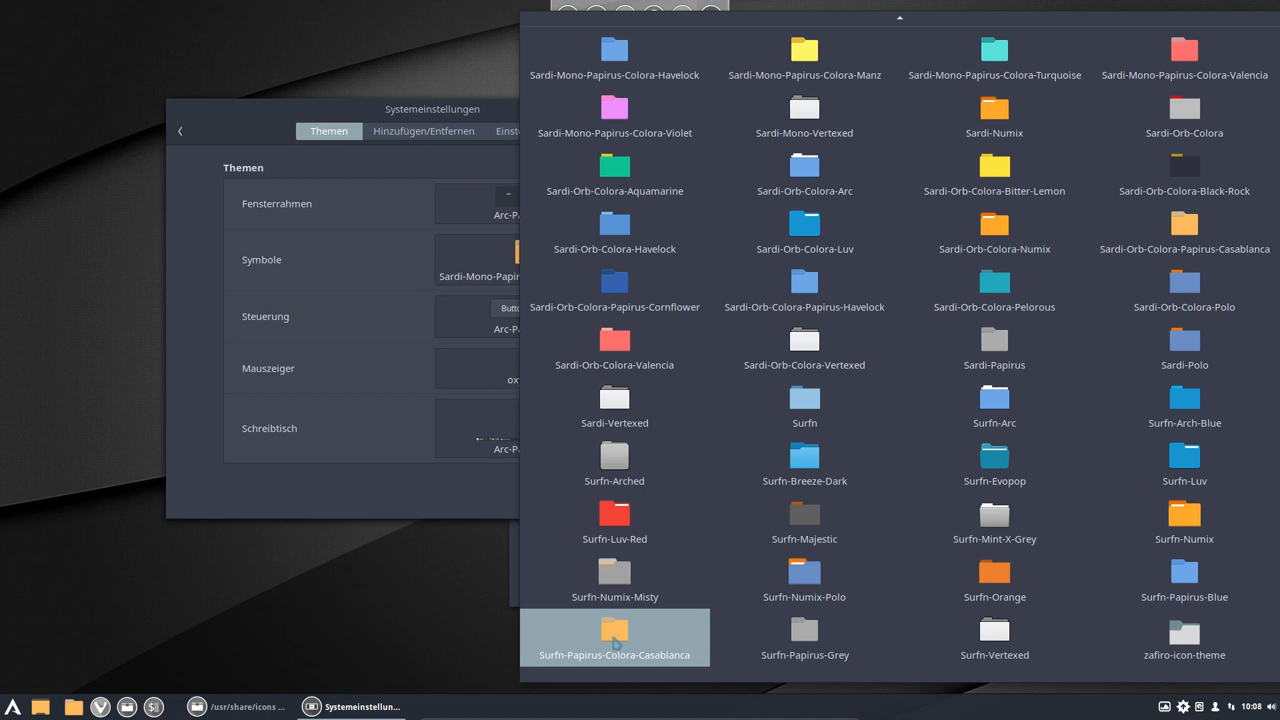 Systemeinstellungen
Themen
Hinzufügen/Entfernen
Themen
Fensterrahmen
Symbole
Steuerung
Mauszeiger
Schreibtisch
Sardi-Mono-Papirus-Colora-Havelock
Sardi-Mono-Papirus-Colora-Manz
Sardi-Mono-Papirus-Colora-Turquoise
Sardi-Mono-Papirus-Colora-Valencia
Sardi-Mono-Papirus-Colora-Violet
Sardi-Mono-Vertexed
Sardi-Numix
Sardi-Orb-Colora
Sardi-Orb-Colora-Aquamarine
Sardi-Orb-Colora-Arc
Sardi-Orb-Colora-Bitter-Lemon
Sardi-Orb-Colora-Black-Rock
Sardi-Orb-Colora-Havelock
Sardi-Orb-Colora-Luv
Sardi-Orb-Colora-Numix
Sardi-Orb-Colora-Papirus-Casablanca
Sardi-Orb-Colora-Papirus-Cornflower
Sardi-Orb-Colora-Papirus-Havelock
Sardi-Orb-Colora-Pelorous
Sardi-Orb-Colora-Polo
Sardi-Orb-Colora-Valencia
Sardi-Orb-Colora-Vertexed
Sardi-Papirus
Sardi-Polo
Sardi-Vertexed
Surfn
Surfn-Arc
Surfn-Arch-Blue
Surfn-Arched
Surfn-Breeze-Dark
Surfn-Evopop
Surfn-Luv
Surfn-Luv-Red
Surfn-Majestic
Surfn-Mint-X-Grey
Surfn-Numix
Surfn-Numix-Misty
Surfn-Numix-Polo
Surfn-Orange
Surfn-Papirus-Blue
Surfn-Papirus-Colora-Casablanca
Surfn-Papirus-Grey
Surfn-Vertexed
zafiro-icon-theme
/usr/share/icons ...
Systemeinstellun...
10:08